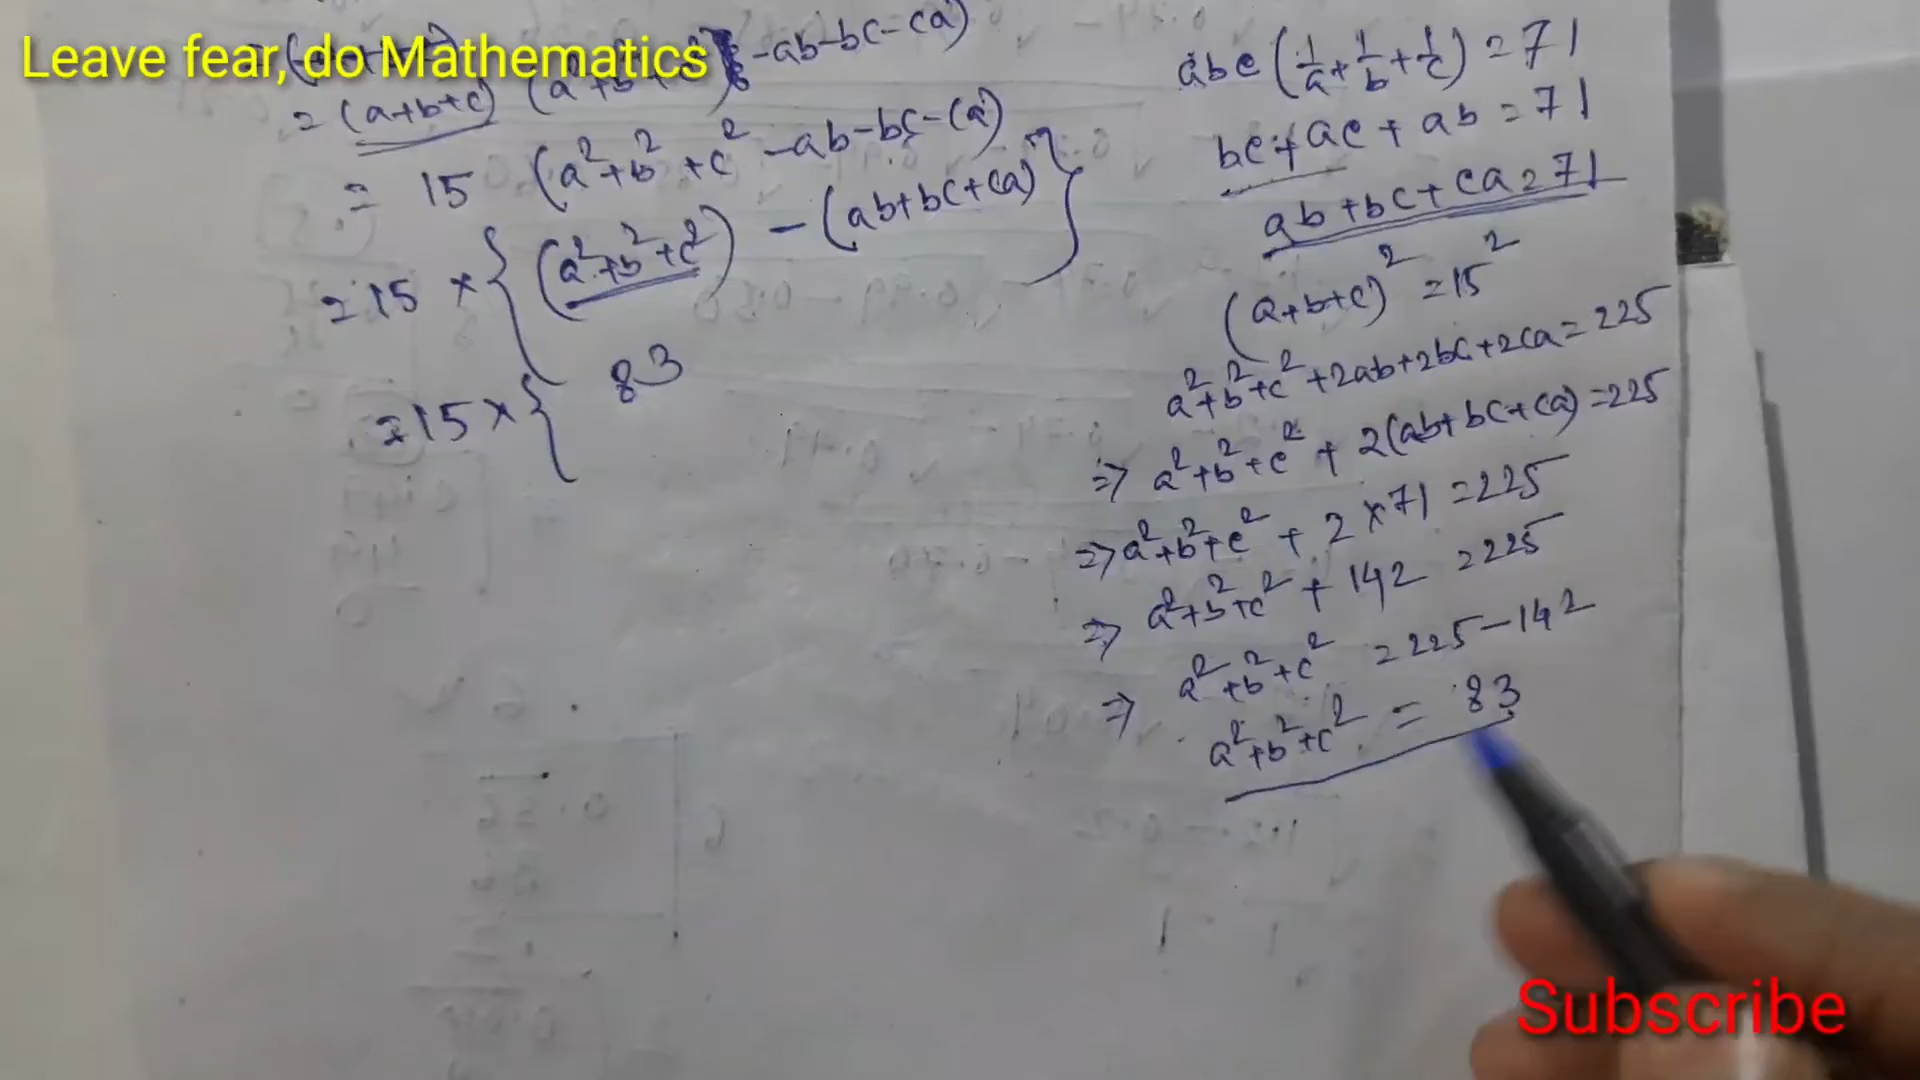 Leave fear, do Mathematics
-ab-bc-ca)
= (a+b+c) (a²+b²+c²
= 15 (a²+b²+c² -ab-bc-ca)
=15 × {(a²+b²+c²) - (ab+bc+ca)}
=15 × { 83
abc (1/a + 1/b + 1/c) = 71
bc + ac + ab = 71
ab+bc+ca=71
(a+b+c)² = 15²
a²+b²+c²+2ab+2bc+2ca=225
=> a²+b²+c² + 2(ab+bc+ca)=225
=> a²+b²+c² + 2 × 71 =225
=> a²+b²+c² + 142 =225
=> a²+b²+c² =225-142
a²+b²+c² = 83
Subscribe